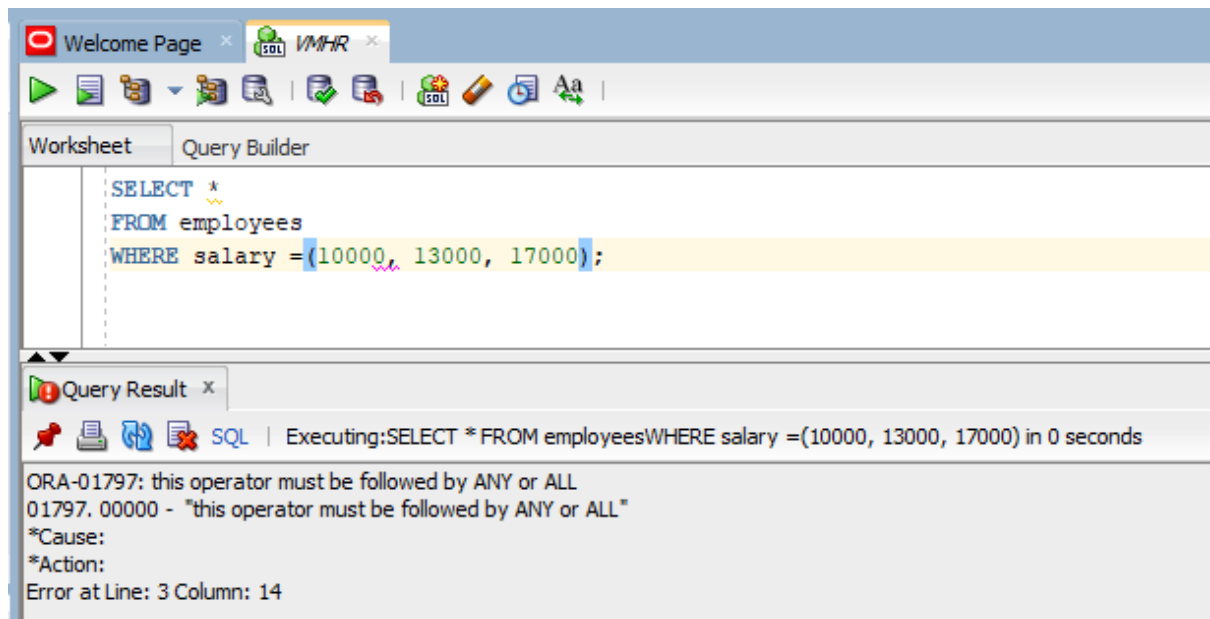 Welcome Page
VMHR
SQL
SQL
Aa
Worksheet
Query Builder
SELECT *
FROM employees
WHERE salary =(10000, 13000, 17000);
Query Result
SQL | Executing:SELECT * FROM employeesWHERE salary =(10000, 13000, 17000) in 0 seconds
ORA-01797: this operator must be followed by ANY or ALL
01797. 00000 - "this operator must be followed by ANY or ALL"
*Cause:
*Action:
Error at Line: 3 Column: 14